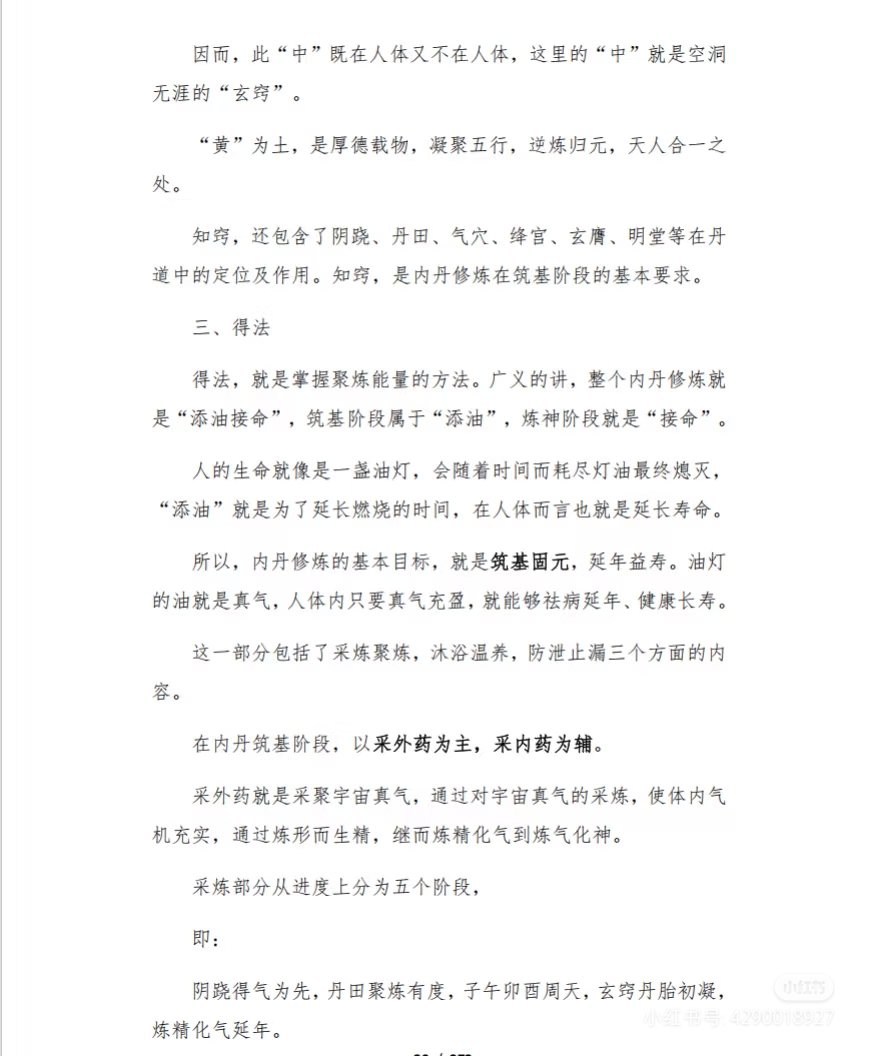 因而，此“中”既在人体又不在人体，这里的“中”就是空洞
无涯的“玄窍”。
“黄”为土，是厚德载物，凝聚五行，逆炼归元，天人合一之
处。
知窍，还包含了阴跷、丹田、气穴、绛宫、玄膺、明堂等在丹
道中的定位及作用。知窍，是内丹修炼在筑基阶段的基本要求。
三、得法
得法，就是掌握聚炼能量的方法。广义的讲，整个内丹修炼就
是“添油接命”，筑基阶段属于“添油”，炼神阶段就是“接命”。
人的生命就像是一盏油灯，会随着时间而耗尽灯油最终熄灭，
“添油”就是为了延长燃烧的时间，在人体而言也就是延长寿命。
所以，内丹修炼的基本目标，就是筑基固元，延年益寿。油灯
的油就是真气，人体内只要真气充盈，就能够祛病延年、健康长寿。
这一部分包括了采炼聚炼，沐浴温养，防泄止漏三个方面的内
容。
在内丹筑基阶段，以采外药为主，采内药为辅。
采外药就是采聚宇宙真气，通过对宇宙真气的采炼，使体内气
机充实，通过炼形而生精，继而炼精化气到炼气化神。
采炼部分从进度上分为五个阶段，
即：
阴跷得气为先，丹田聚炼有度，子午卯酉周天，玄窍丹胎初凝，
炼精化气延年。
小红书
小红书号: 4290018927